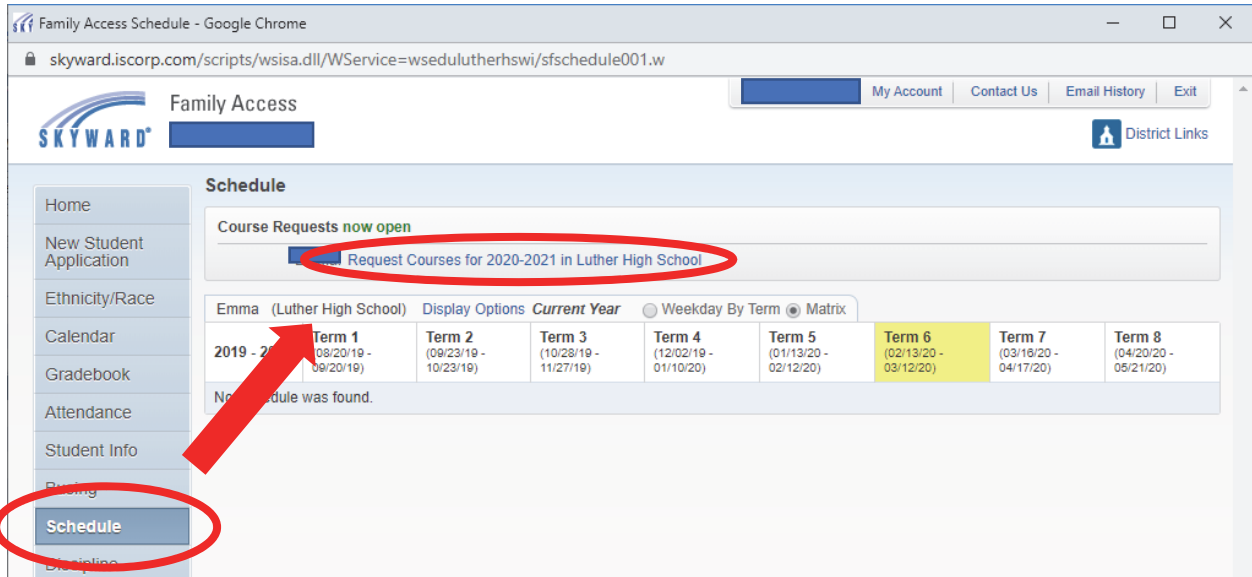 Family Access Schedule - Google Chrome
skyward.iscorp.com/scripts/wsisa.dll/WService=wsedulutherhswi/sfschedule001.w
SKYWARD®
Family Access
My Account
Contact Us
Email History
Exit
District Links
Home
New Student
Application
Ethnicity/Race
Calendar
Gradebook
Attendance
Student Info
Busing
Schedule
Discipline
Schedule
Course Requests now open
Request Courses for 2020-2021 in Luther High School
Emma (Luther High School) Display Options Current Year Weekday By Term Matrix
2019 - 
Term 1
(08/20/19 -
09/20/19)
Term 2
(09/23/19 -
10/23/19)
Term 3
(10/28/19 -
11/27/19)
Term 4
(12/02/19 -
01/10/20)
Term 5
(01/13/20 -
02/12/20)
Term 6
(02/13/20 -
03/12/20)
Term 7
(03/16/20 -
04/17/20)
Term 8
(04/20/20 -
05/21/20)
was found.